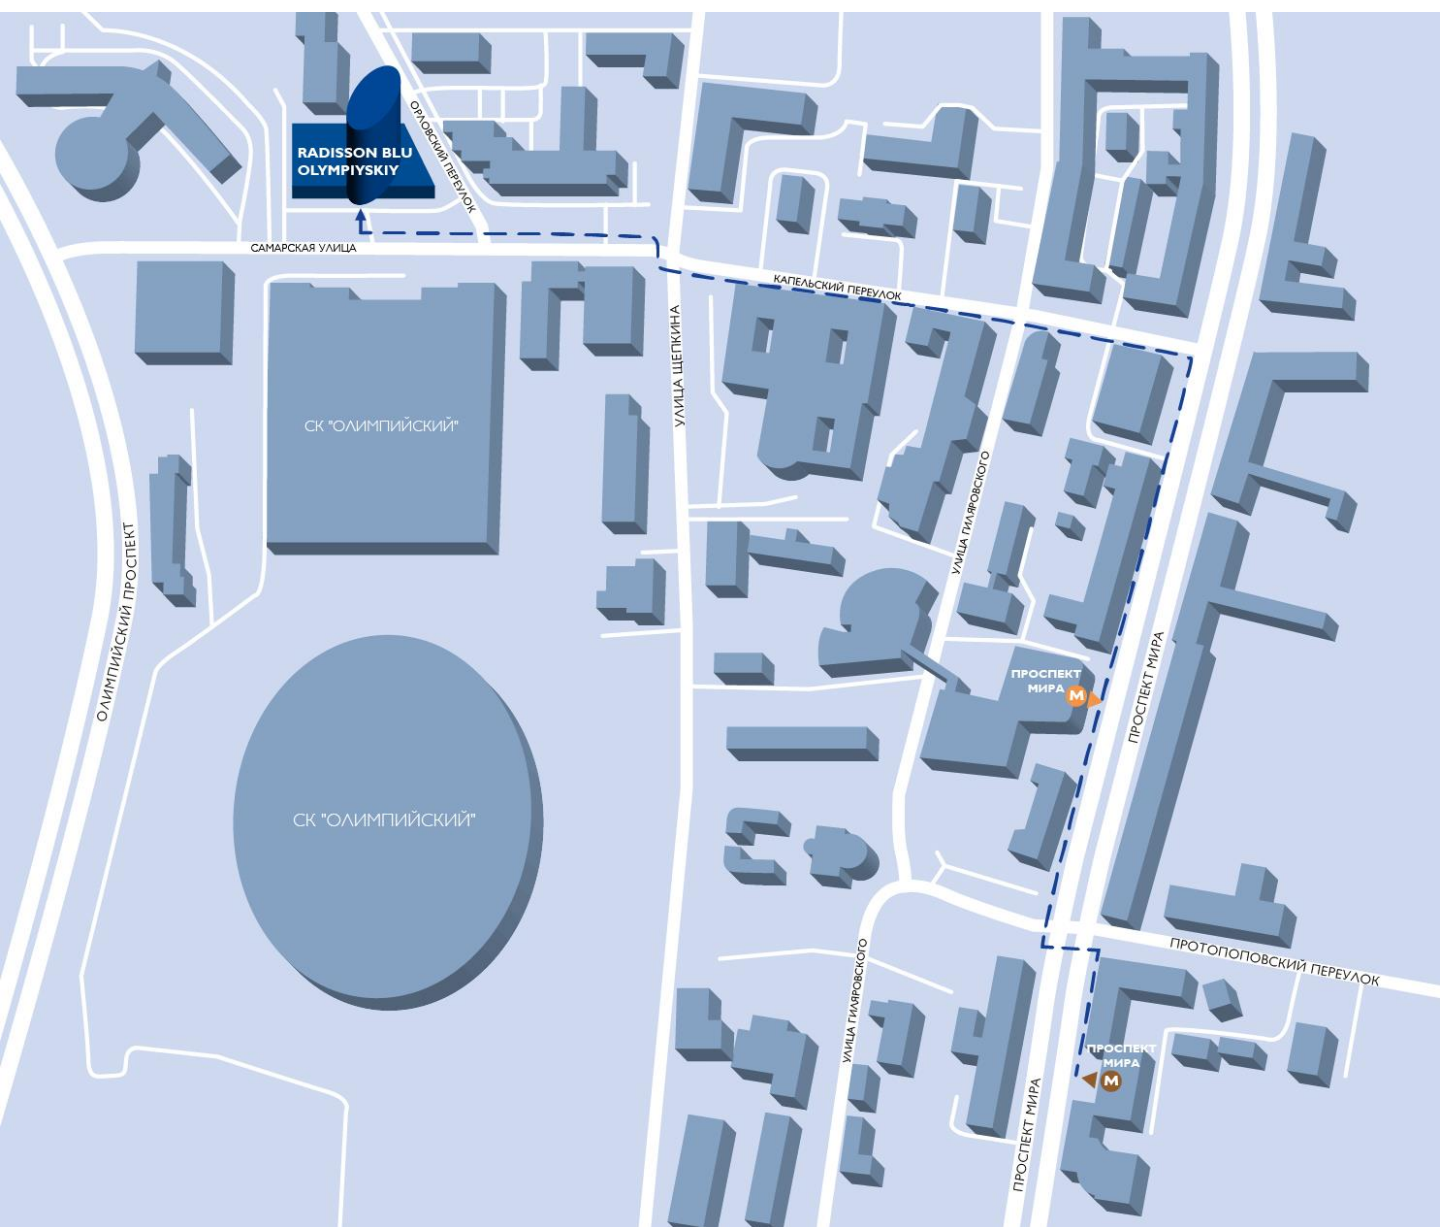 ОРЛОВСКИЙ ПЕРЕУЛОК
RADISSON BLU
OLYMPIYSKIY
САМАРСКАЯ УЛИЦА
КАПЕЛЬСКИЙ ПЕРЕУЛОК
УЛИЦА ЩЕПКИНА
СК "ОЛИМПИЙСКИЙ"
УЛИЦА ГИЛЯРОВСКОГО
ОЛИМПИЙСКИЙ ПРОСПЕКТ
ПРОСПЕКТ
МИРА
М
ПРОСПЕКТ МИРА
СК "ОЛИМПИЙСКИЙ"
ПРОТОПОПОВСКИЙ ПЕРЕУЛОК
УЛИЦА ГИЛЯРОВСКОГО
ПРОСПЕКТ
МИРА
М
ПРОСПЕКТ МИРА